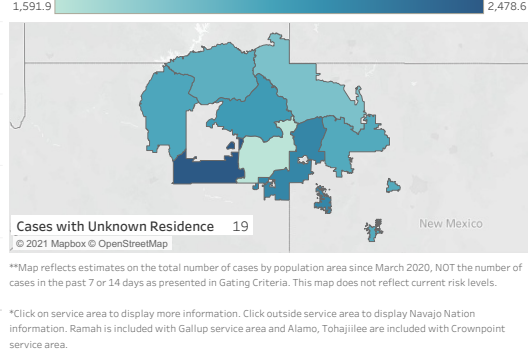 1,591.9 2,478.6
New Mexico
Cases with Unknown Residence 19
© 2021 Mapbox © OpenStreetMap
**Map reflects estimates on the total number of cases by population area since March 2020, NOT the number of
cases in the past 7 or 14 days as presented in Gating Criteria. This map does not reflect current risk levels.
*Click on service area to display more information. Click outside service area to display Navajo Nation
information. Ramah is included with Gallup service area and Alamo, Tohajiilee are included with Crownpoint
service area.